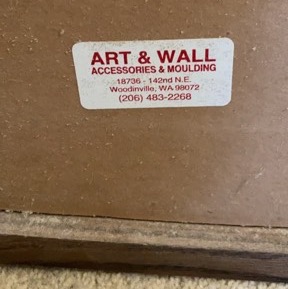 ART & WALL
ACCESSORIES & MOULDING
18736 - 142nd N.E.
Woodinville, WA 98072
(206) 483-2268